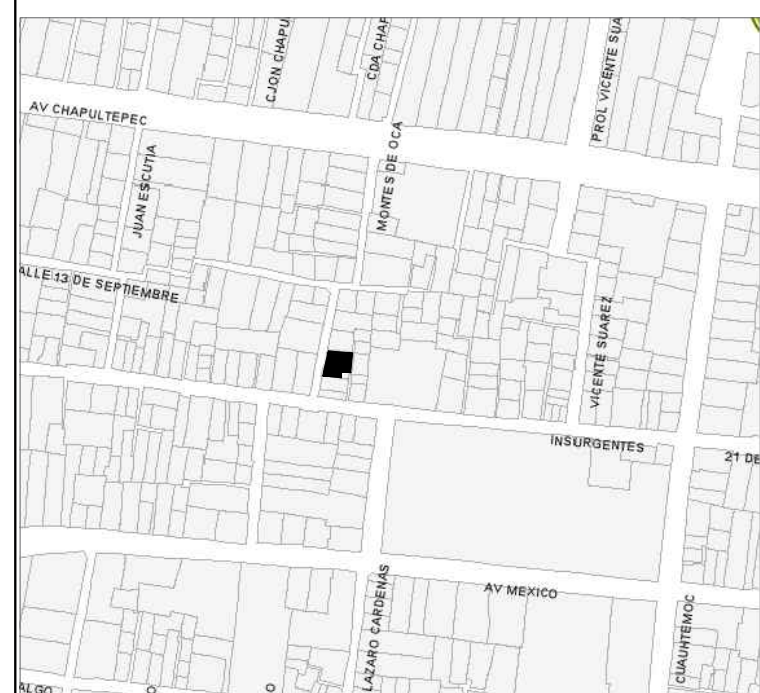 CJON CHAPU
CDA CHAP
PROL VICENTE SUA
AV CHAPULTEPEC
MONTES DE OCA
JUAN ESCUTIA
ALLE 13 DE SEPTIEMBRE
VICENTE SUAREZ
INSURGENTES
21 DE
AV MEXICO
LAZARO CARDENAS
CUAUHTEMOC
ALGO
O
O